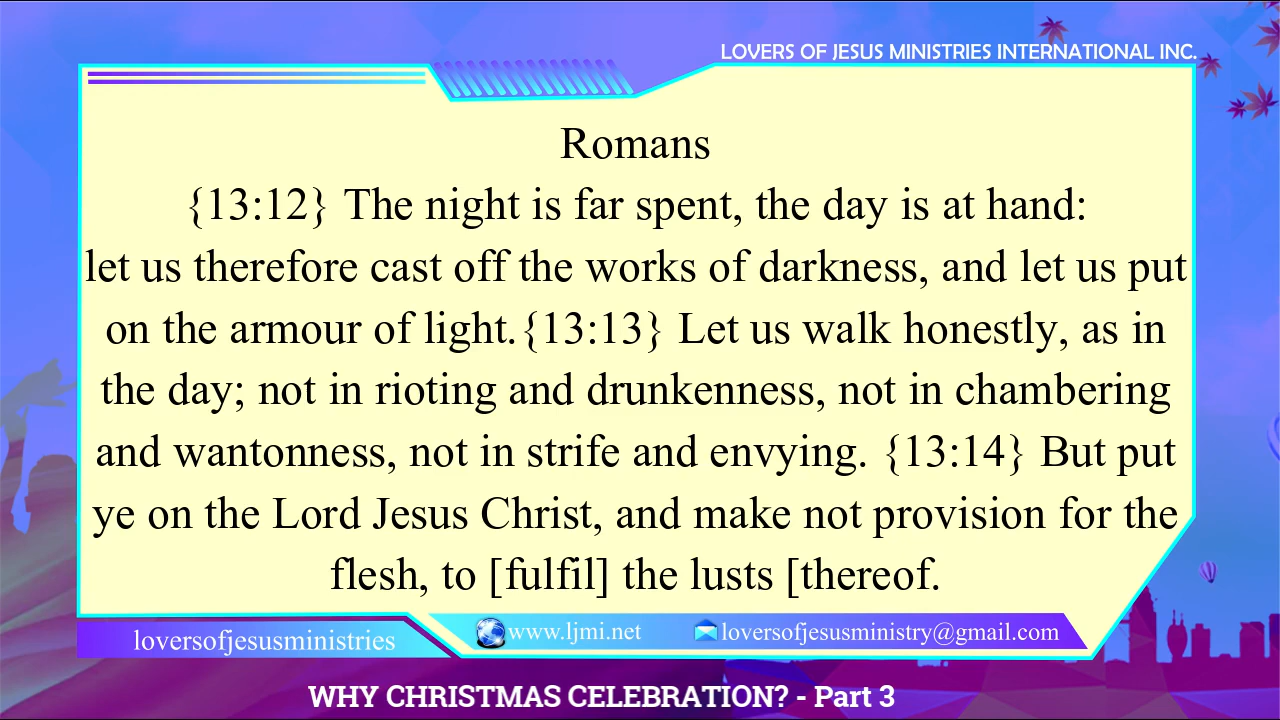 LOVERS OF JESUS MINISTRIES INTERNATIONAL INC.
Romans
{13:12} The night is far spent, the day is at hand:
let us therefore cast off the works of darkness, and let us put
on the armour of light.{13:13} Let us walk honestly, as in
the day; not in rioting and drunkenness, not in chambering
and wantonness, not in strife and envying. {13:14} But put
ye on the Lord Jesus Christ, and make not provision for the
flesh, to [fulfil] the lusts [thereof.
loversofjesusministries
www.ljmi.net
loversofjesusministry@gmail.com
WHY CHRISTMAS CELEBRATION? - Part 3